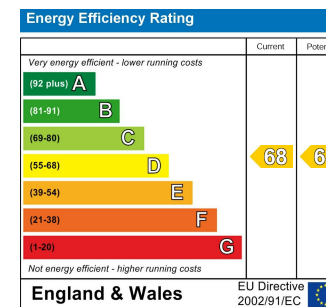 Energy Efficiency Rating
Current
Very energy efficient - lower running costs
(92 plus) A
(81-91) B
(69-80) C
(55-68) D
68
(39-54) E
(21-38) F
(1-20) G
Not energy efficient - higher running costs
England & Wales
EU Directive
2002/91/EC